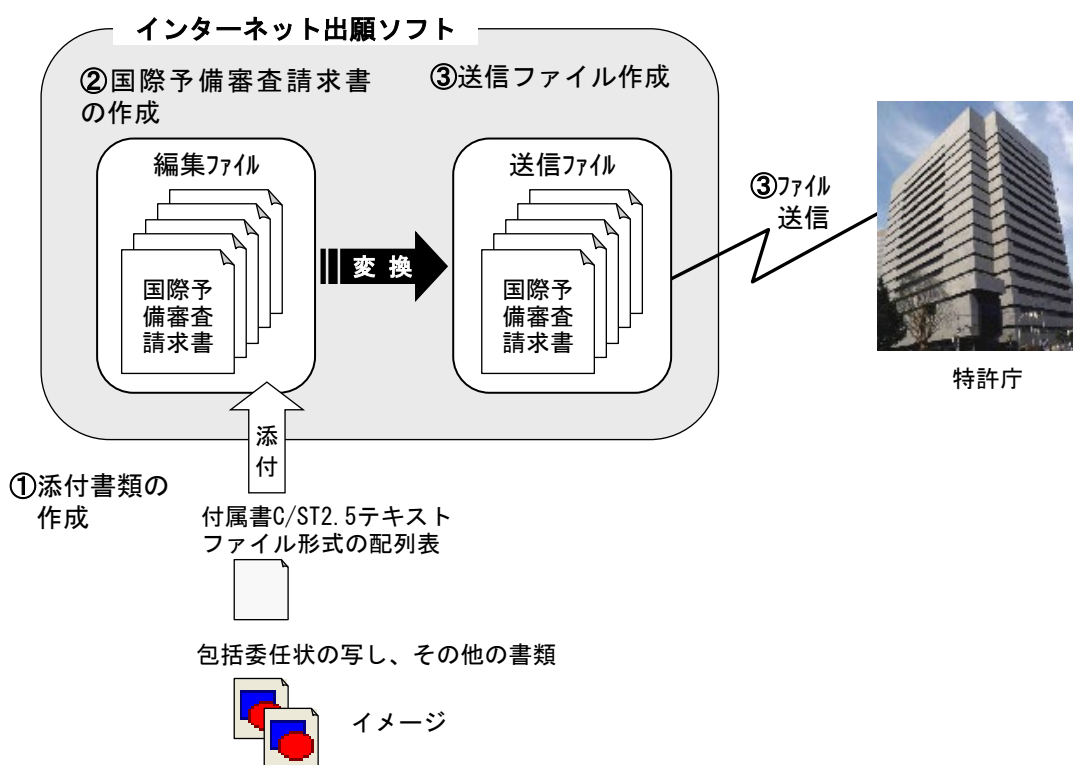 インターネット出願ソフト
②国際予備審査請求書
の作成
③送信ファイル作成
編集ﾌｧｲﾙ
国際予
備審査
請求書
変換
送信ファイル
国際予
備審査
請求書
③ﾌｧｲﾙ
送信
特許庁
添
付
①添付書類の
作成
付属書C/ST2.5テキスト
ファイル形式の配列表
包括委任状の写し、その他の書類
イメージ